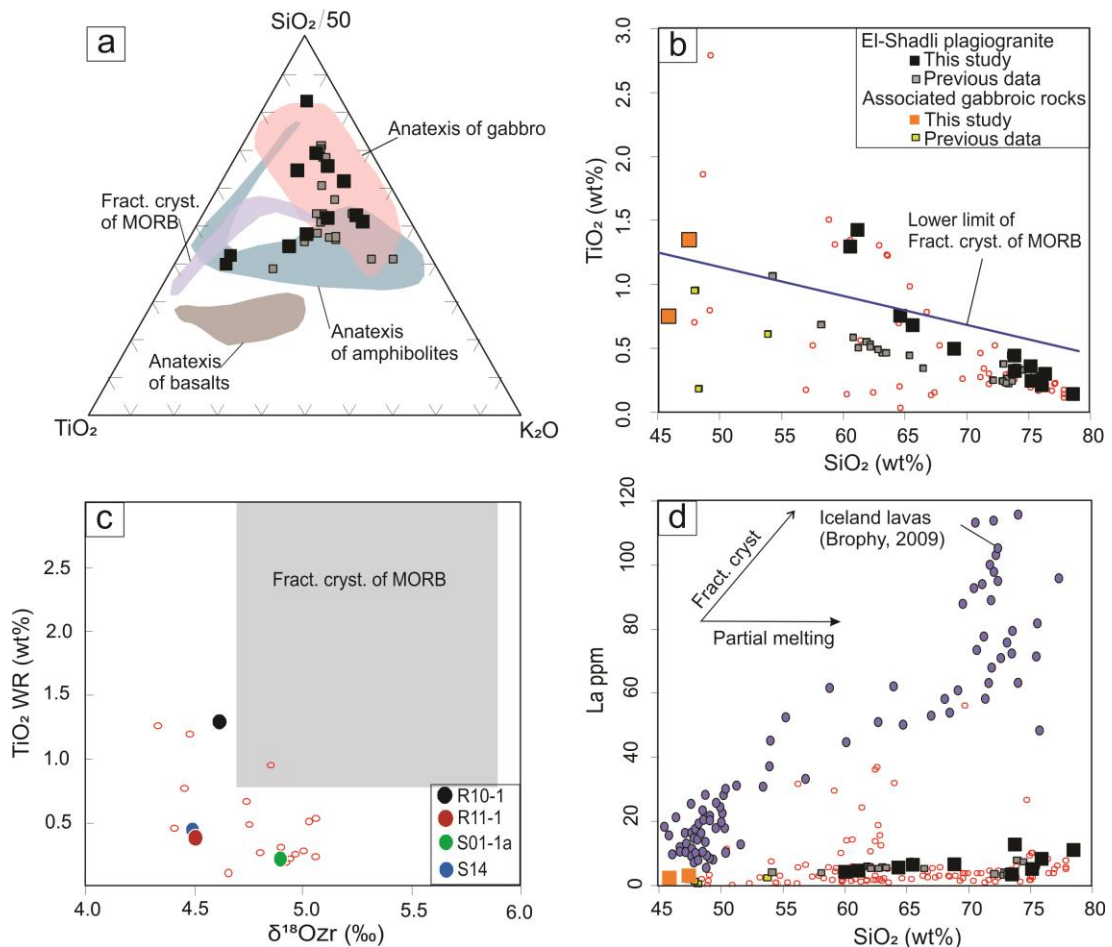 a
SiO₂/50
Anatexis of gabbro
Fract. cryst.
of MORB
Anatexis
of amphibolites
Anatexis
of basalts
TiO₂
K₂O
b
El-Shadli plagiogranite
This study
Previous data
Associated gabbroic rocks
This study
Previous data
Lower limit of
Fract. cryst. of MORB
TiO₂ (wt%)
3.0
2.5
2.0
1.5
1.0
0.5
0.0
45 50 55 60 65 70 75 80
SiO₂ (wt%)
c
Fract. cryst. of MORB
TiO₂ WR (wt%)
2.5
2.0
1.5
1.0
0.5
R10-1
R11-1
S01-1a
S14
4.0 4.5 5.0 5.5 6.0
δ¹⁸Ozr (‰)
d
Iceland lavas
(Brophy, 2009)
Fract. cryst
Partial melting
La ppm
120
100
80
60
40
20
0
45 50 55 60 65 70 75 80
SiO₂ (wt%)